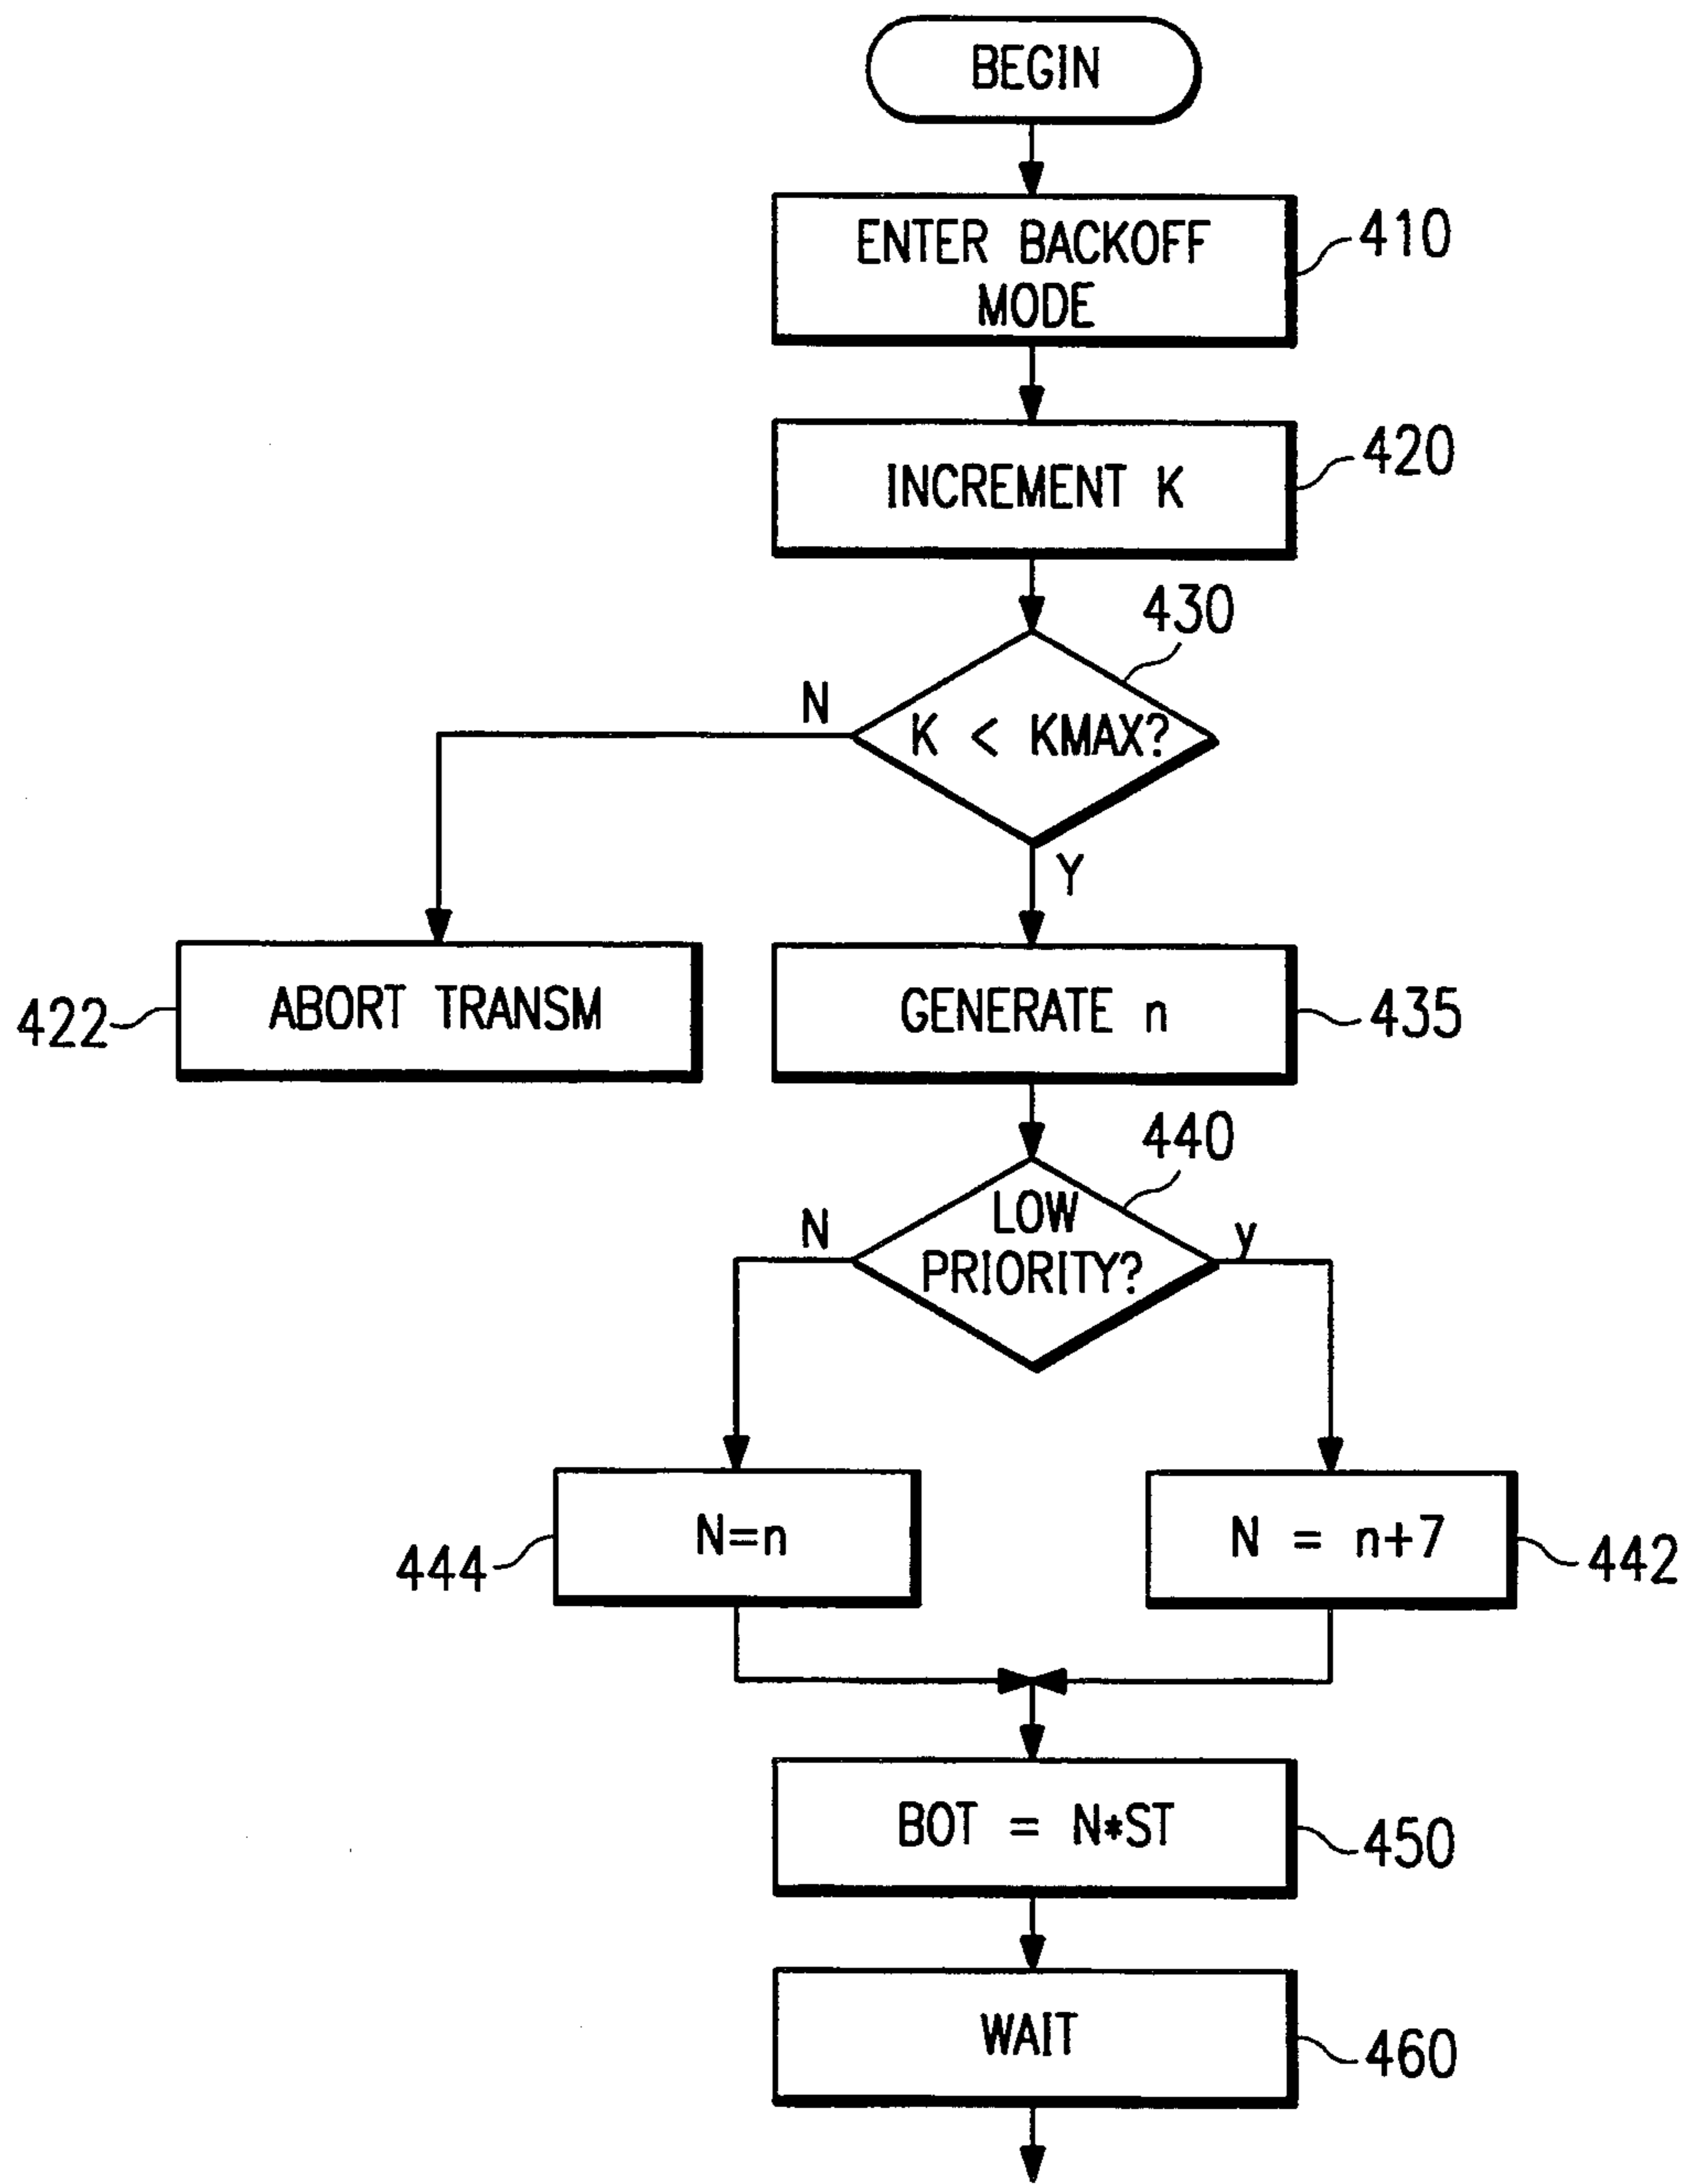 BEGIN
ENTER BACKOFF
MODE
410
INCREMENT K
420
430
K < KMAX?
N
Y
ABORT TRANSM
422
GENERATE n
435
440
LOW
PRIORITY?
N
y
N=n
444
N = n+7
442
BOT = N*ST
450
WAIT
460